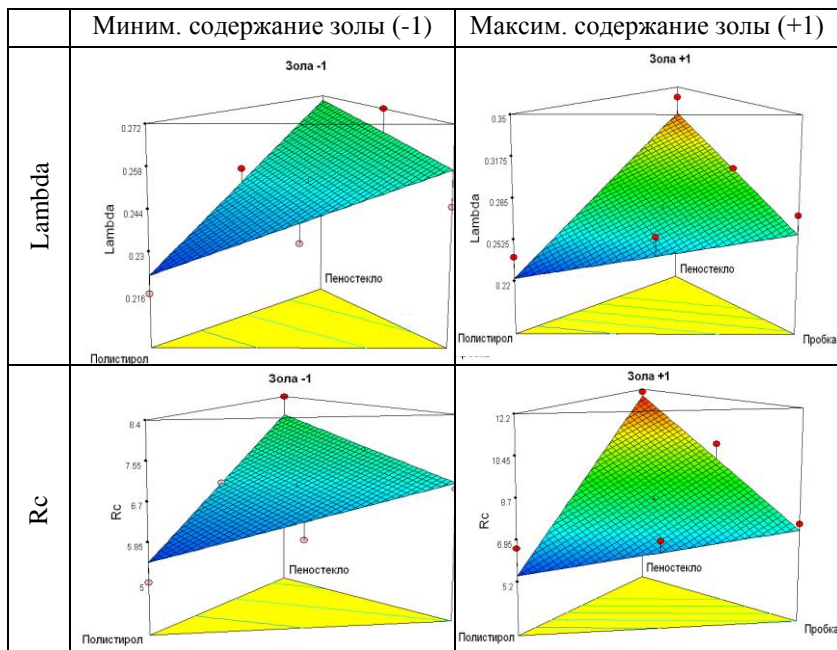 Миним. содержание золы (-1)
Максим. содержание золы (+1)
Lambda
Зола -1
0.272
0.258
0.244
0.23
0.216
Lambda
Пеностекло
Полистирол
Зола +1
0.35
0.3175
0.285
0.2525
0.22
Lambda
Пеностекло
Полистирол
Пробка
Rc
Зола -1
8.4
7.55
6.7
5.85
5
Rc
Пеностекло
Полистирол
Зола +1
12.2
10.45
8.7
6.95
5.2
Rc
Пеностекло
Полистирол
Пробка